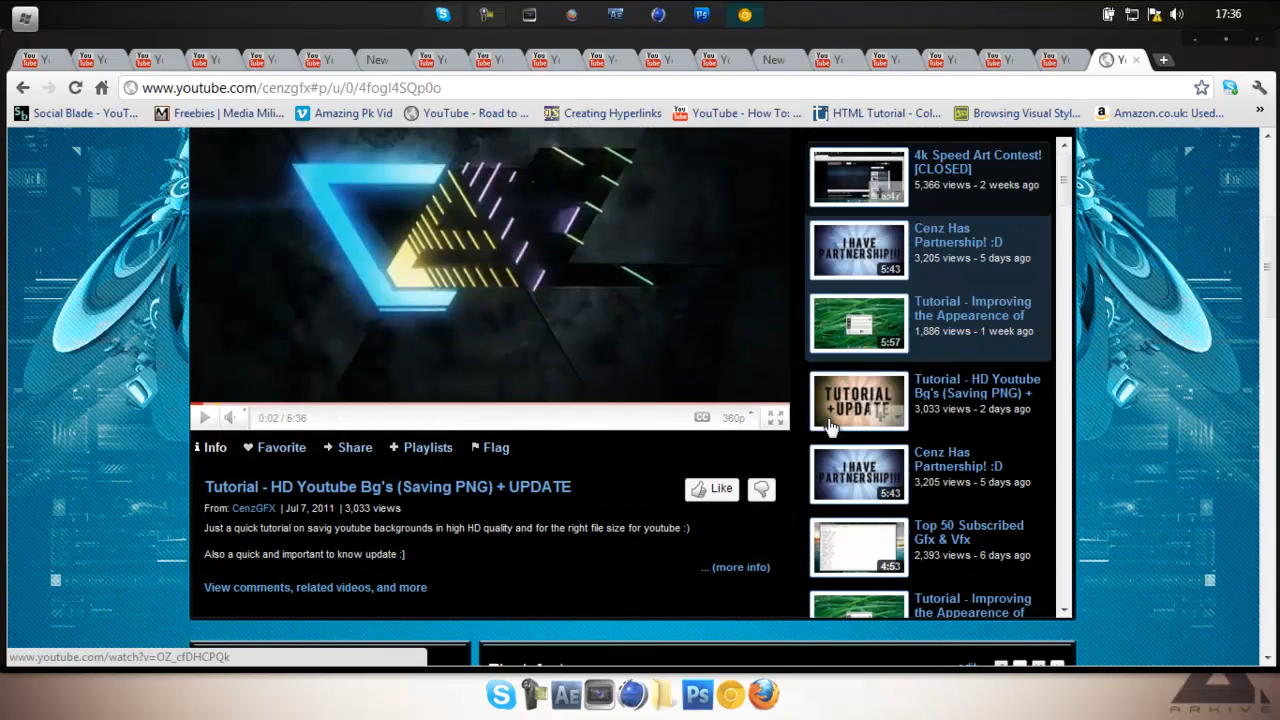 17:36
You Tube
New
New
www.youtube.com/cenzgfx#p/u/0/4fogI4SQp0o
Social Blade - YouT...
Freebies | Media Mili...
Amazing Pk Vid
YouTube - Road to ...
Creating Hyperlinks
YouTube - How To: ...
HTML Tutorial - Col...
Browsing Visual Styl...
Amazon.co.uk: Used...
4k Speed Art Contest!
[CLOSED]
5,366 views - 2 weeks ago
Cenz Has
Partnership! :D
3,205 views - 5 days ago
I HAVE
PARTNERSHIP!!!
5:43
Tutorial - Improving
the Appearence of
1,886 views - 1 week ago
5:57
Tutorial - HD Youtube
Bg's (Saving PNG) +
3,033 views - 2 days ago
TUTORIAL
+UPDATE
0:02 / 5:36
CC
360p
Info
Favorite
Share
Playlists
Flag
Cenz Has
Partnership! :D
3,205 views - 5 days ago
I HAVE
PARTNERSHIP!!!
5:43
Tutorial - HD Youtube Bg's (Saving PNG) + UPDATE
Like
From: CenzGFX | Jul 7, 2011 | 3,033 views
Just a quick tutorial on savig youtube backgrounds in high HD quality and for the right file size for youtube :)
Also a quick and important to know update :]
... (more info)
View comments, related videos, and more
Top 50 Subscribed
Gfx & Vfx
2,393 views - 6 days ago
4:53
Tutorial - Improving
the Appearence of
www.youtube.com/watch?v=OZ_cfDHCPQk
AE
Ps
ARHIVE